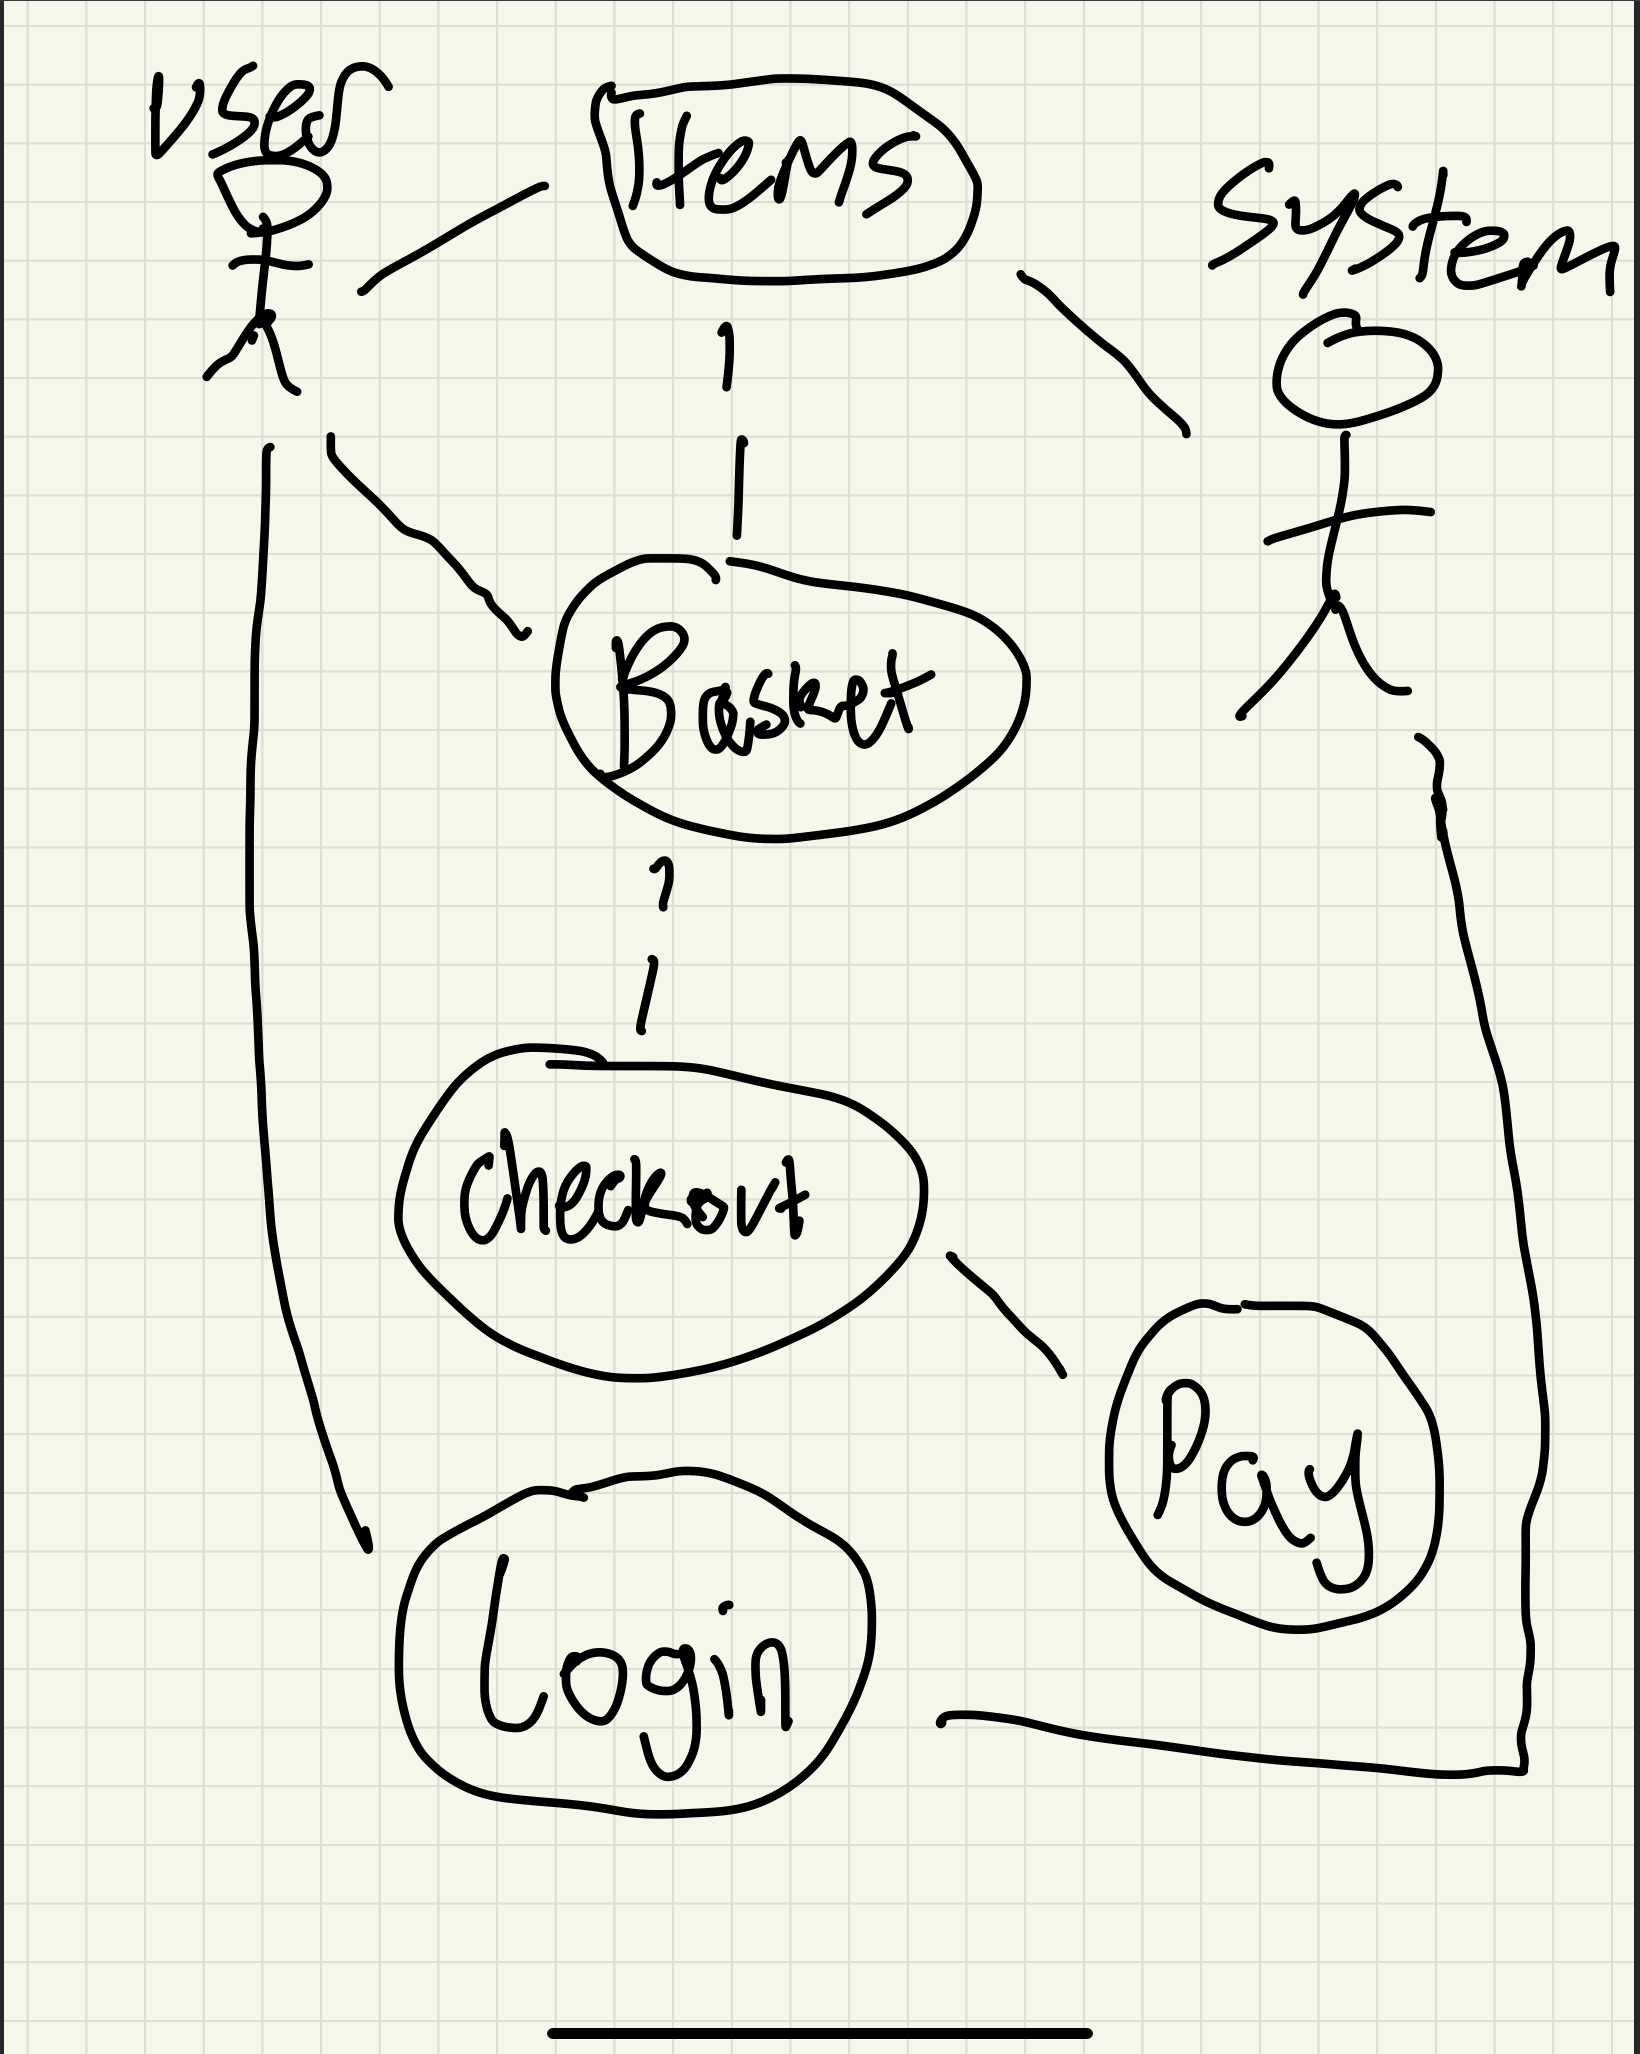 User
Items
System
Basket
Checkout
Pay
Login